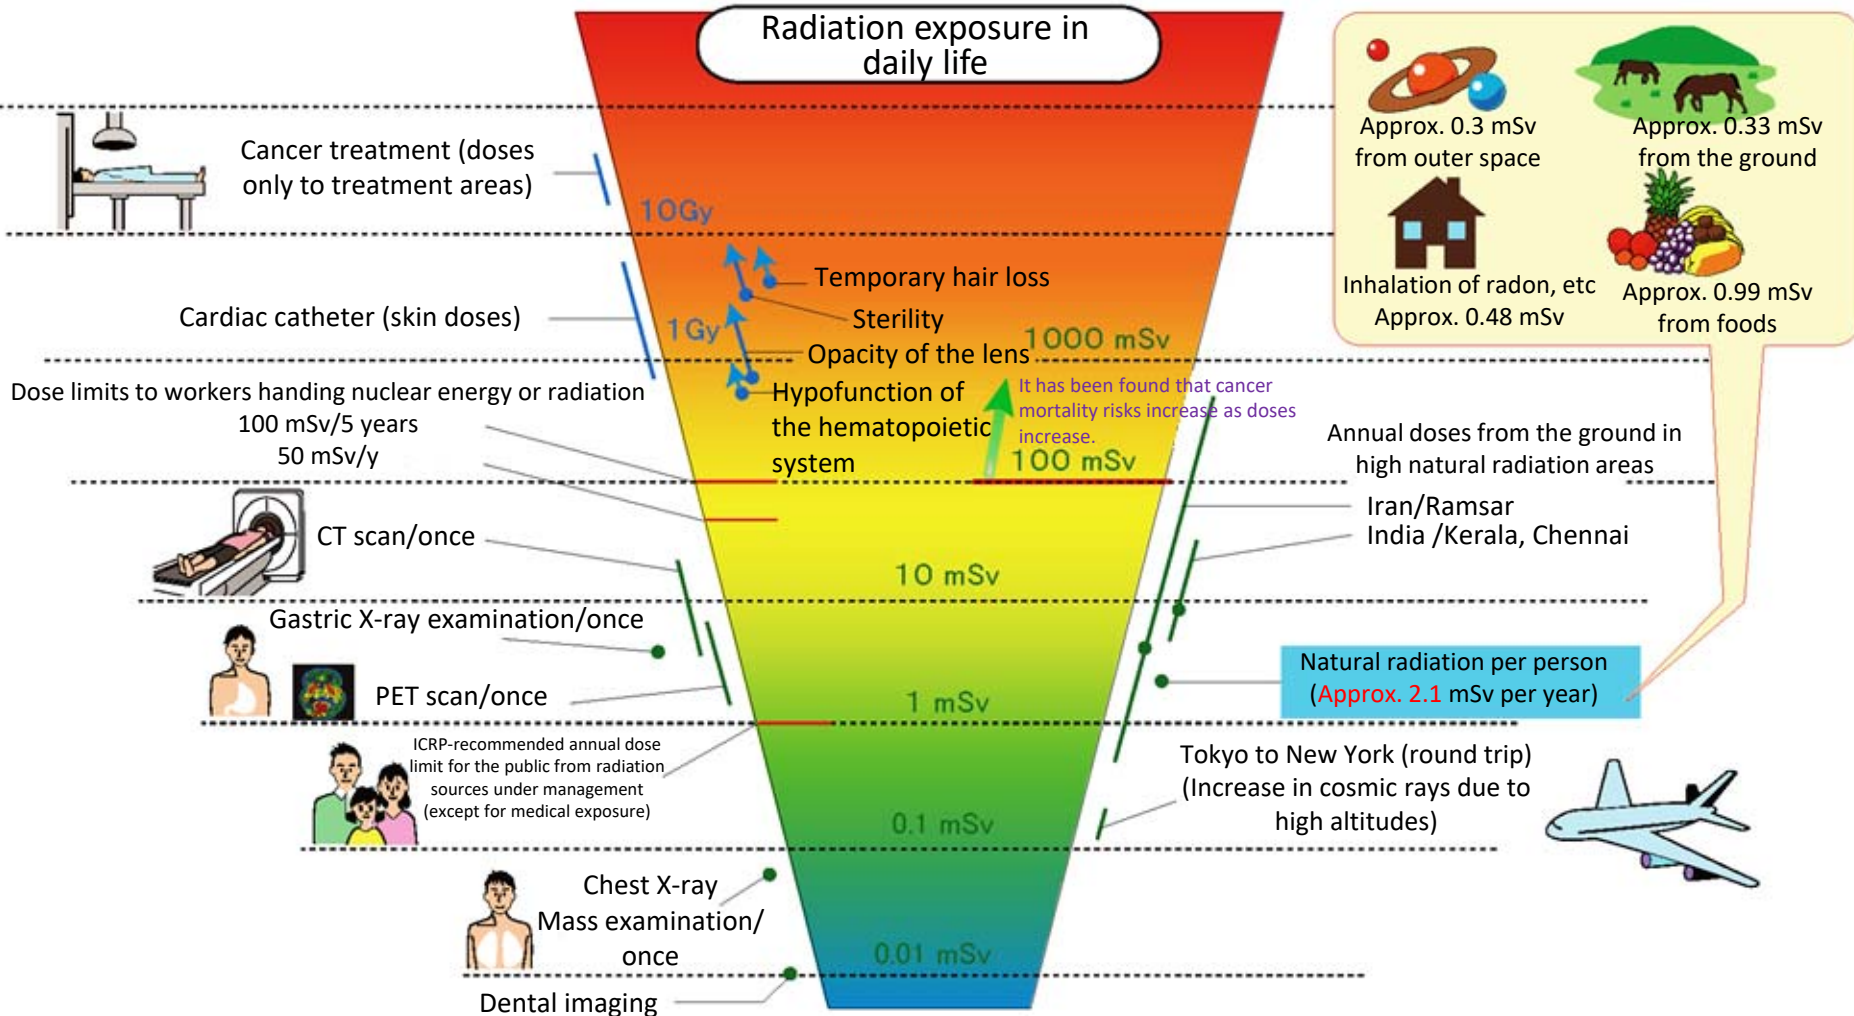 Radiation exposure in
daily life
Cancer treatment (doses
only to treatment areas)
Cardiac catheter (skin doses)
Dose limits to workers handing nuclear energy or radiation
100 mSv/5 years
50 mSv/y
CT scan/once
Gastric X-ray examination/once
PET scan/once
ICRP-recommended annual dose
limit for the public from radiation
sources under management
(except for medical exposure)
Chest X-ray
Mass examination/
once
Dental imaging
10Gy
Temporary hair loss
Sterility
1Gy
1000 mSv
Opacity of the lens
Hypofunction of
the hematopoietic
system
It has been found that cancer
mortality risks increase as doses
increase.
100 mSv
10 mSv
1 mSv
0.1 mSv
0.01 mSv
Approx. 0.3 mSv
from outer space
Approx. 0.33 mSv
from the ground
Inhalation of radon, etc
Approx. 0.48 mSv
Approx. 0.99 mSv
from foods
Annual doses from the ground in
high natural radiation areas
Iran/Ramsar
India /Kerala, Chennai
Natural radiation per person
(Approx. 2.1 mSv per year)
Tokyo to New York (round trip)
(Increase in cosmic rays due to
high altitudes)